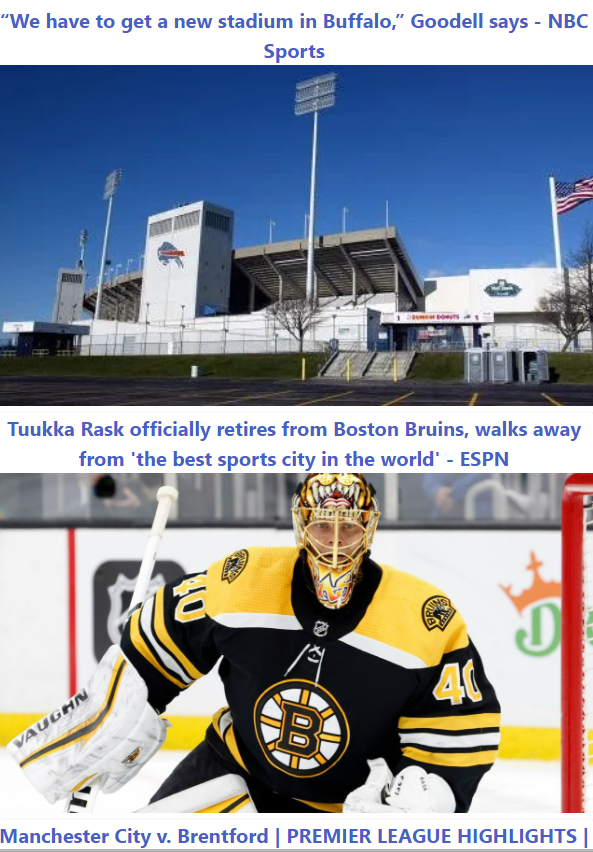 “We have to get a new stadium in Buffalo,” Goodell says - NBC
Sports
DUNKIN' DONUTS
Tuukka Rask officially retires from Boston Bruins, walks away
from 'the best sports city in the world' - ESPN
40
BRUINS
40
VAUGHN
B
Manchester City v. Brentford | PREMIER LEAGUE HIGHLIGHTS |